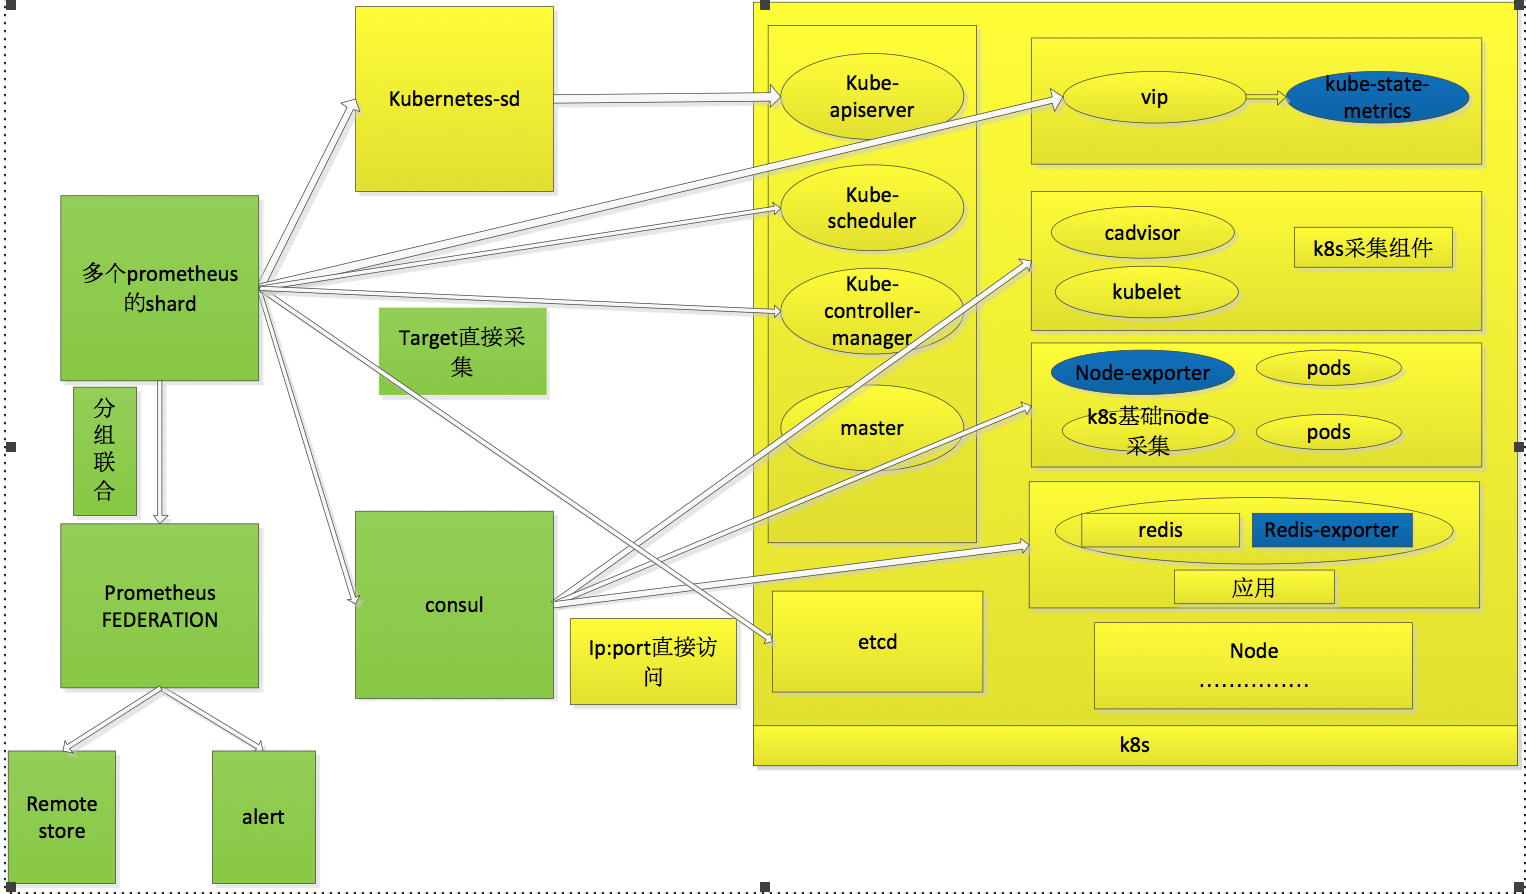 Kubernetes-sd
Kube-
apiserver
vip
kube-state-
metrics
Kube-
scheduler
cadvisor
k8s采集组件
kubelet
多个prometheus
的shard
Kube-
controller-
manager
Target直接采
集
Node-exporter
pods
k8s基础node
采集
pods
分
组
联
合
master
redis
Redis-exporter
应用
Prometheus
FEDERATION
consul
Ip:port直接访
问
etcd
Node
...............
k8s
Remote
store
alert